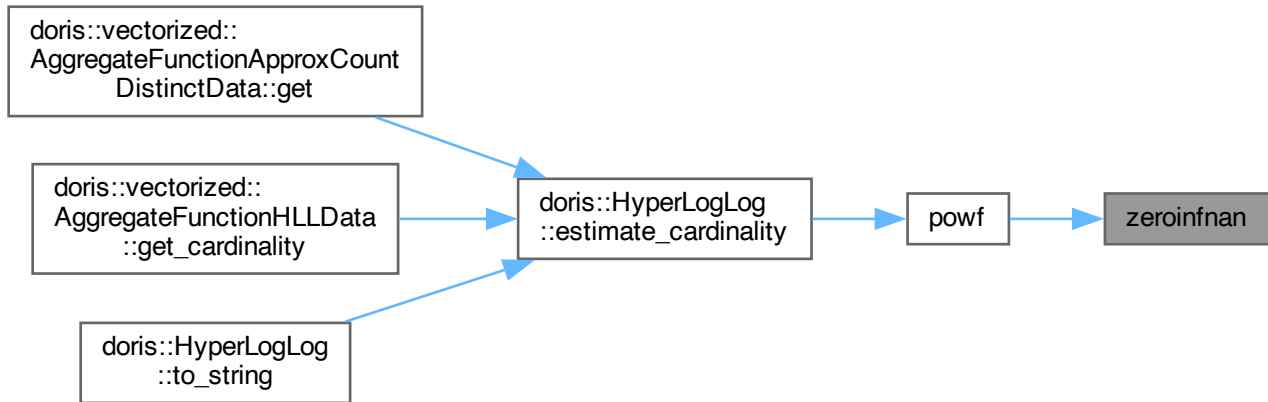 doris::vectorized::
AggregateFunctionApproxCount
DistinctData::get
doris::vectorized::
AggregateFunctionHLLData
::get_cardinality
doris::HyperLogLog
::to_string
doris::HyperLogLog
::estimate_cardinality
powf
zeroinfnan